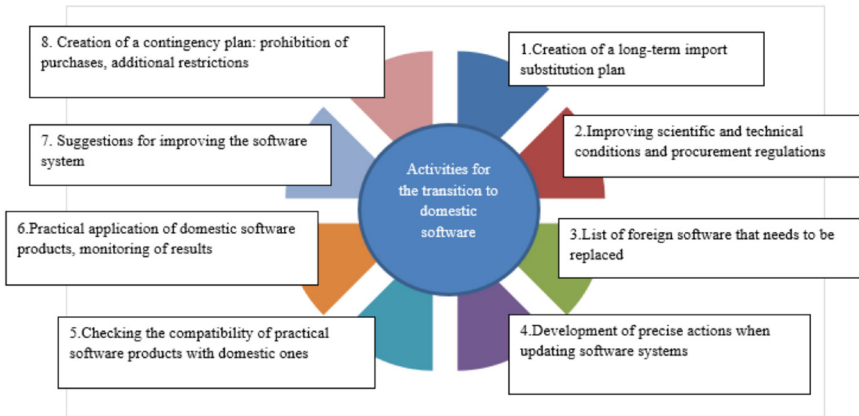 8. Creation of a contingency plan: prohibition of
purchases, additional restrictions
1.Creation of a long-term import
substitution plan
7. Suggestions for improving the software
system
2.Improving scientific and technical
conditions and procurement regulations
Activities for
the transition to
domestic
software
6.Practical application of domestic software
products, monitoring of results
3.List of foreign software that needs to be
replaced
5.Checking the compatibility of practical
software products with domestic ones
4.Development of precise actions when
updating software systems